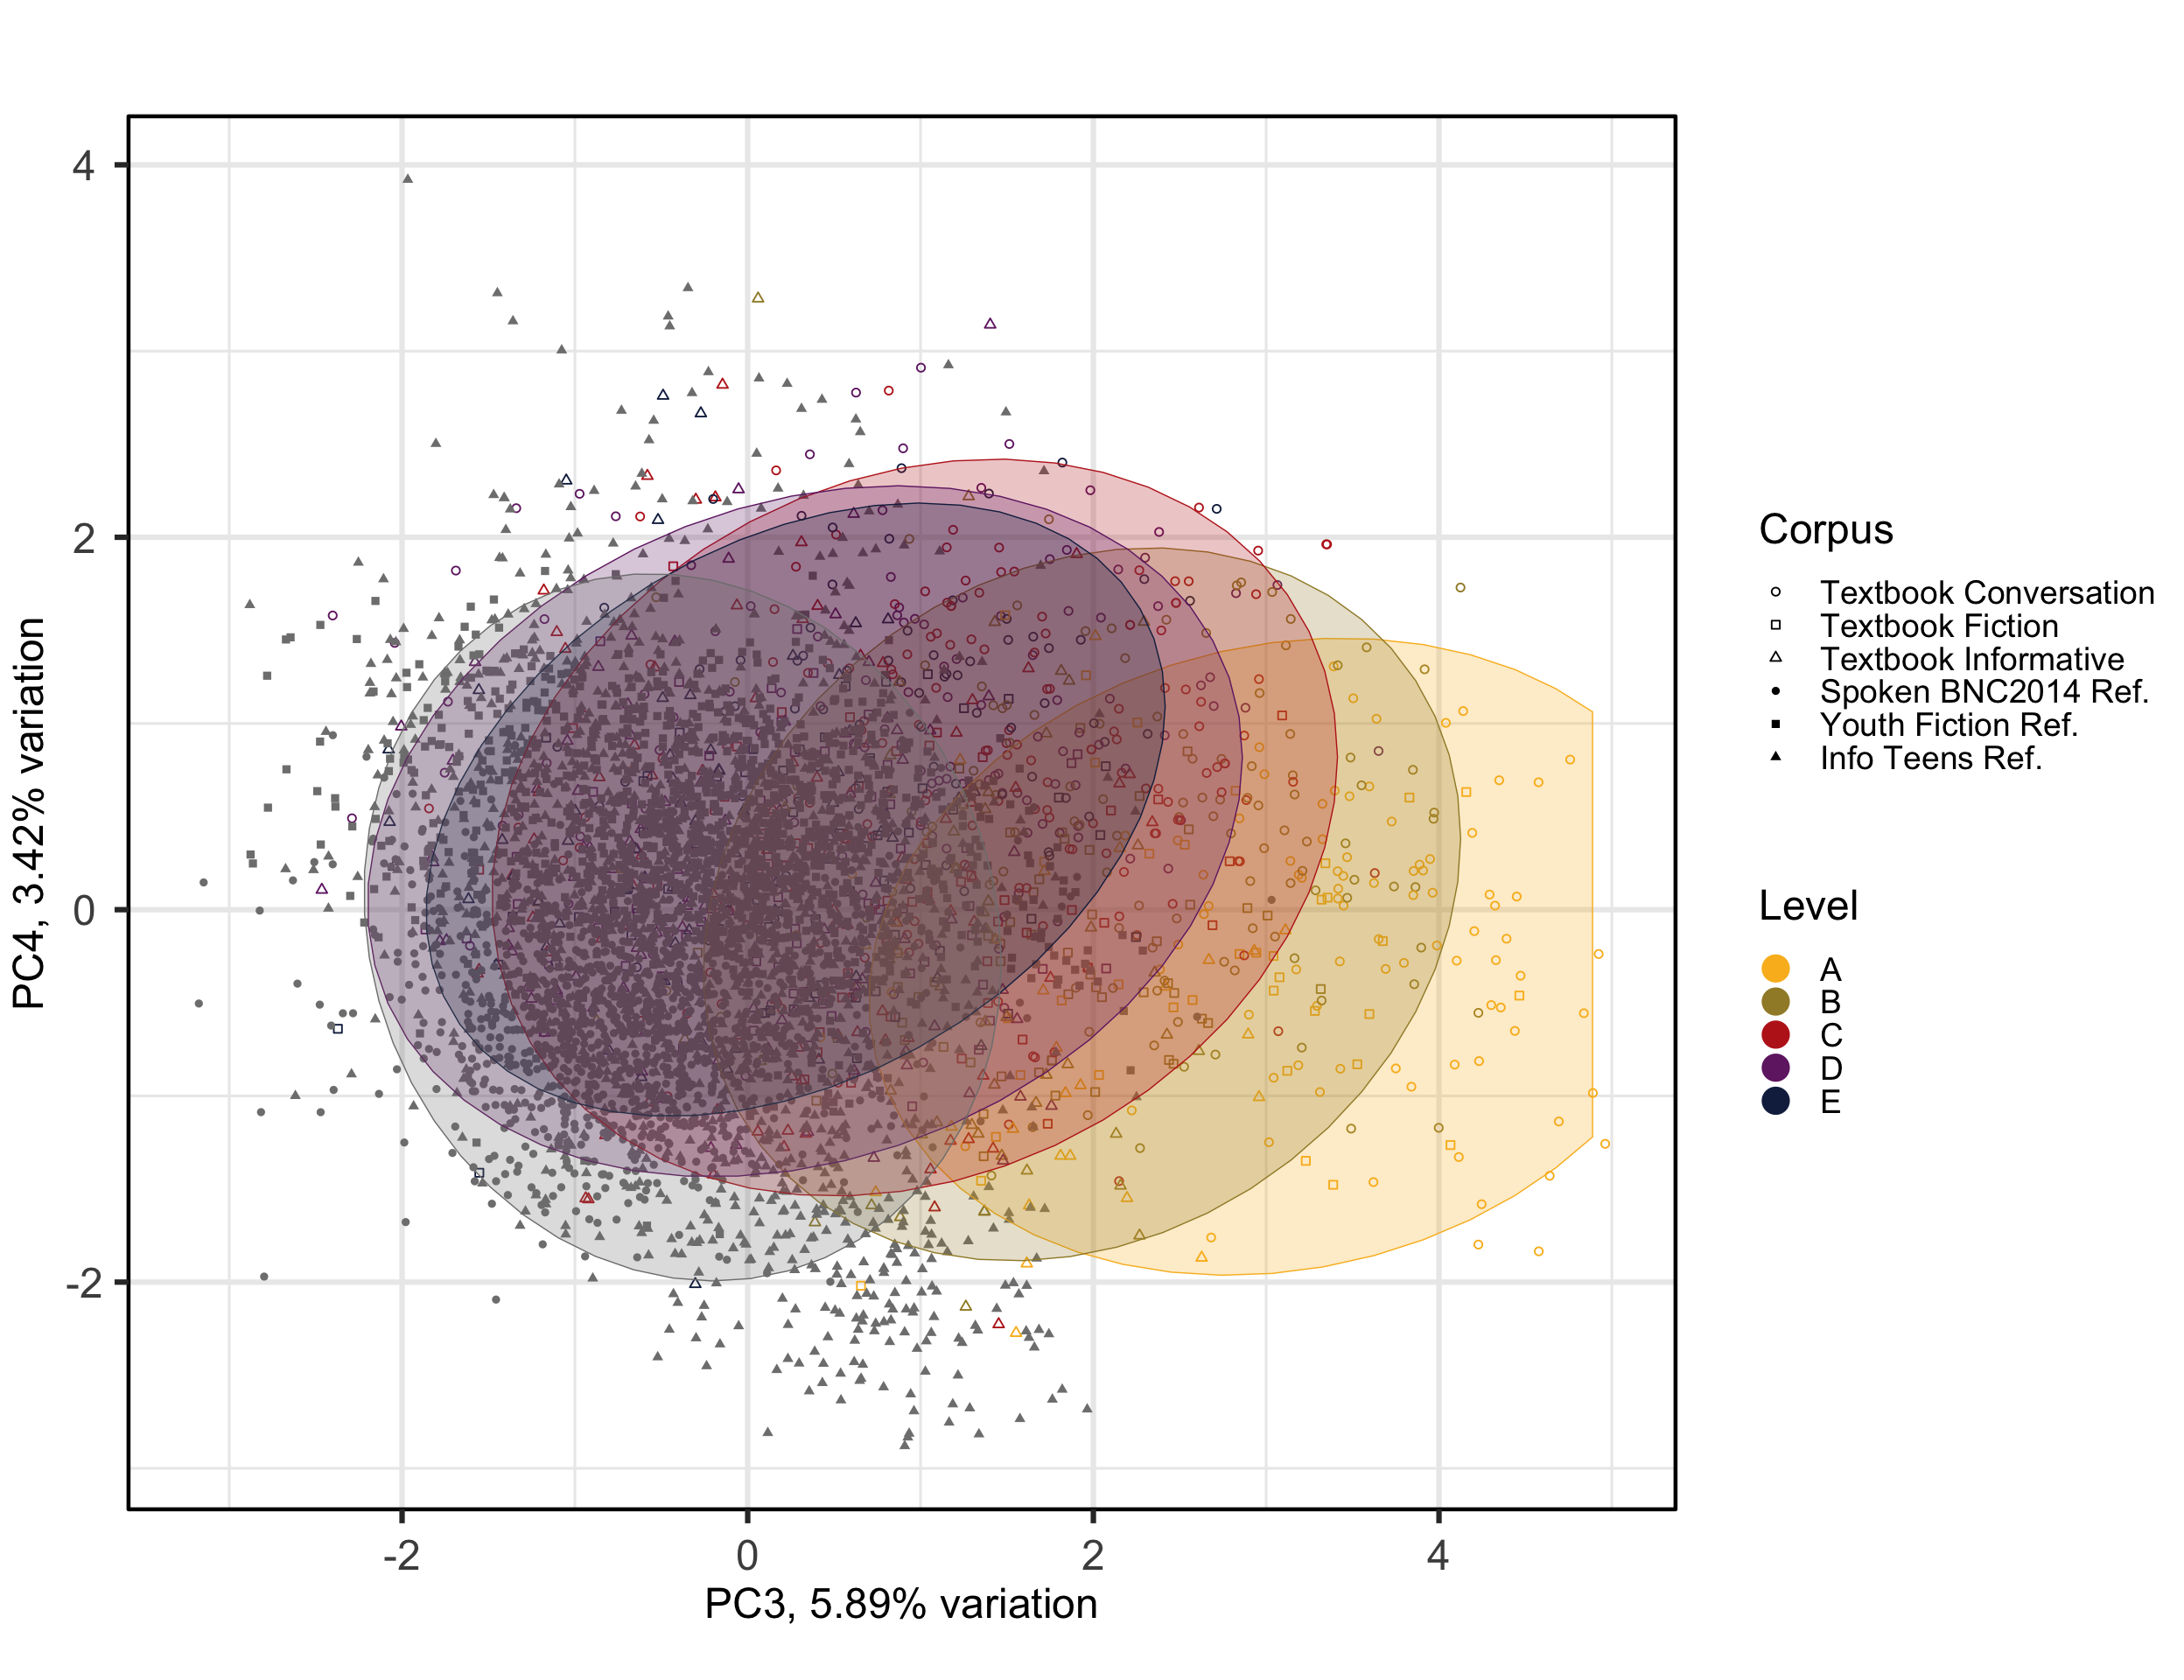 4
2
0
-2
PC4, 3.42% variation
-2
0
2
4
PC3, 5.89% variation
Corpus
Textbook Conversation
Textbook Fiction
Textbook Informative
Spoken BNC2014 Ref.
Youth Fiction Ref.
Info Teens Ref.
Level
A
B
C
D
E